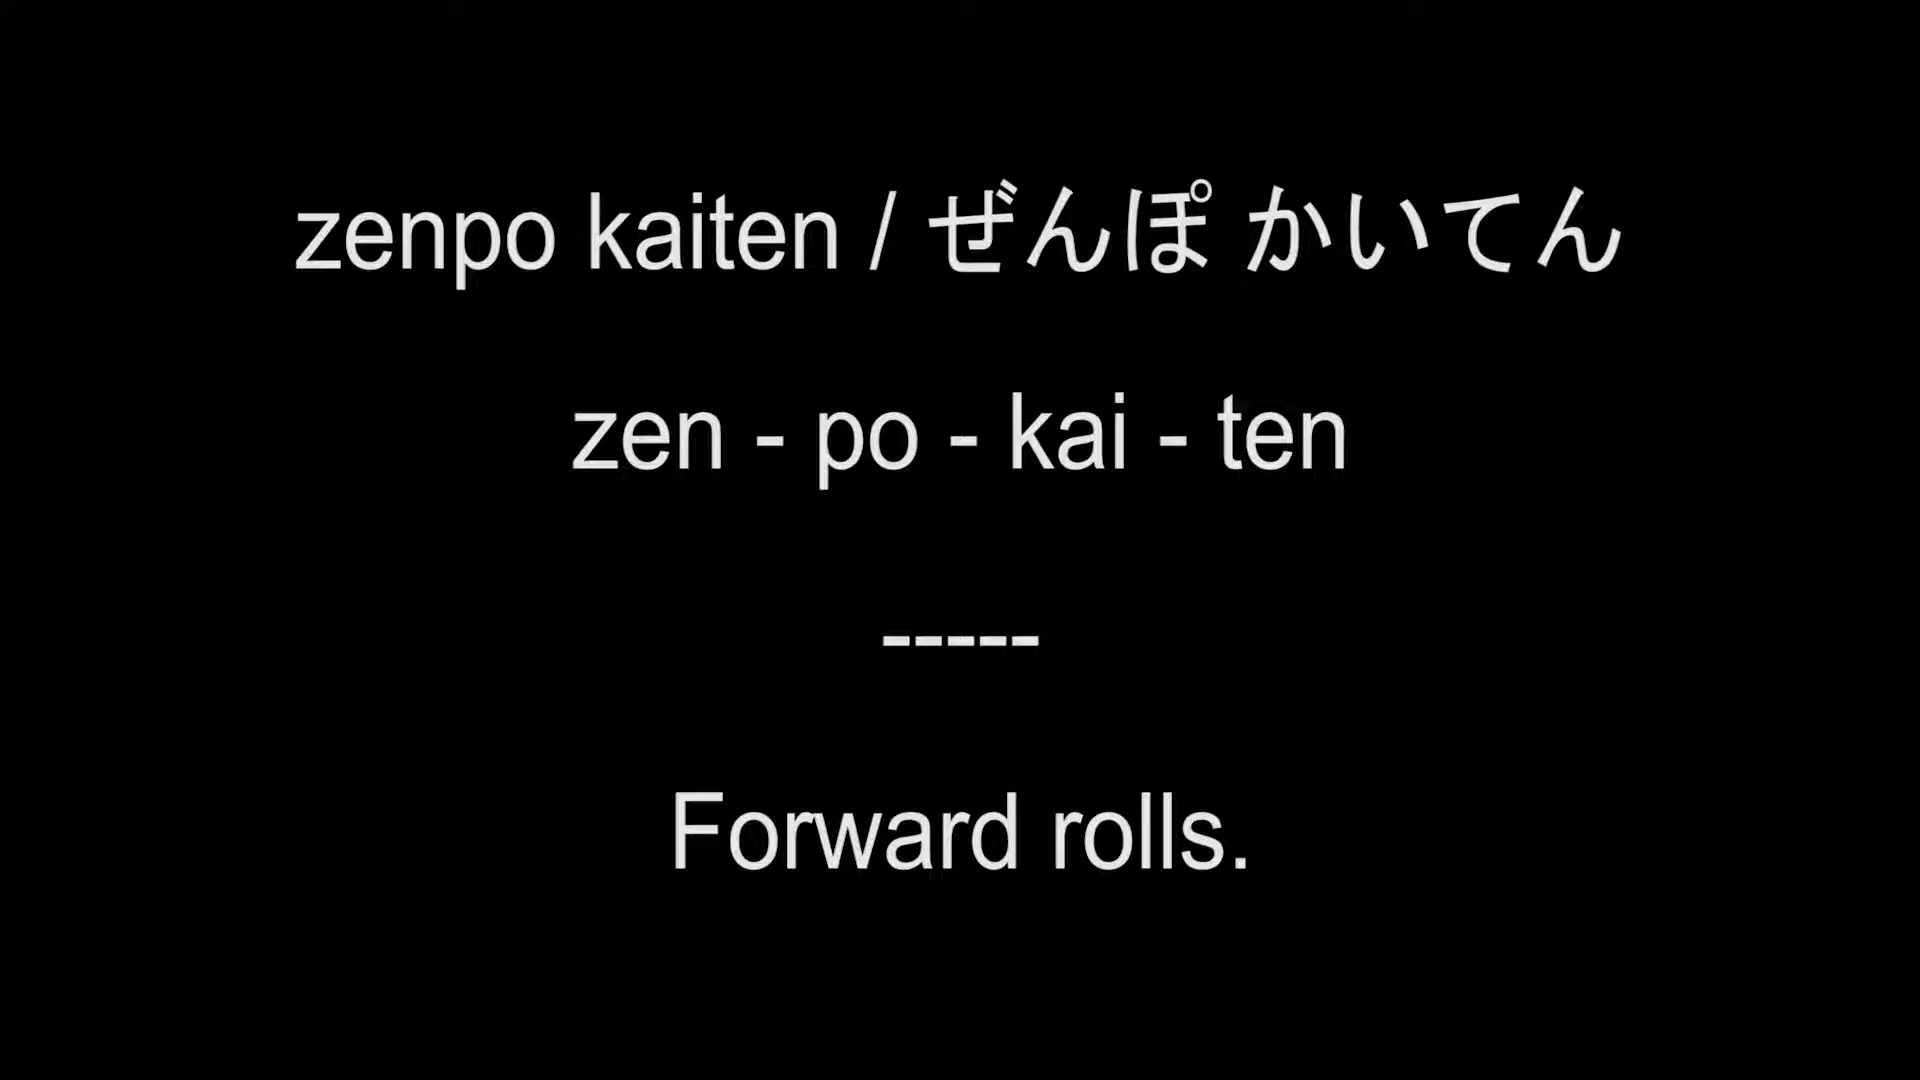 zenpo kaiten / ぜんぽ かいてん
zen - po - kai - ten
-----
Forward rolls.